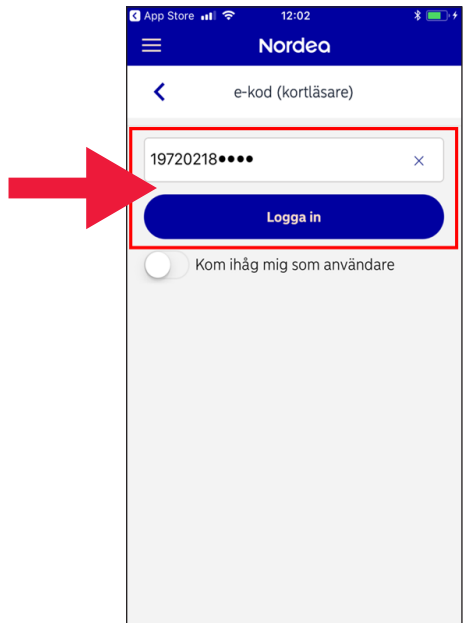 App Store 12:02
Nordea
e-kod (kortläsare)
19720218••••
Logga in
Kom ihåg mig som användare